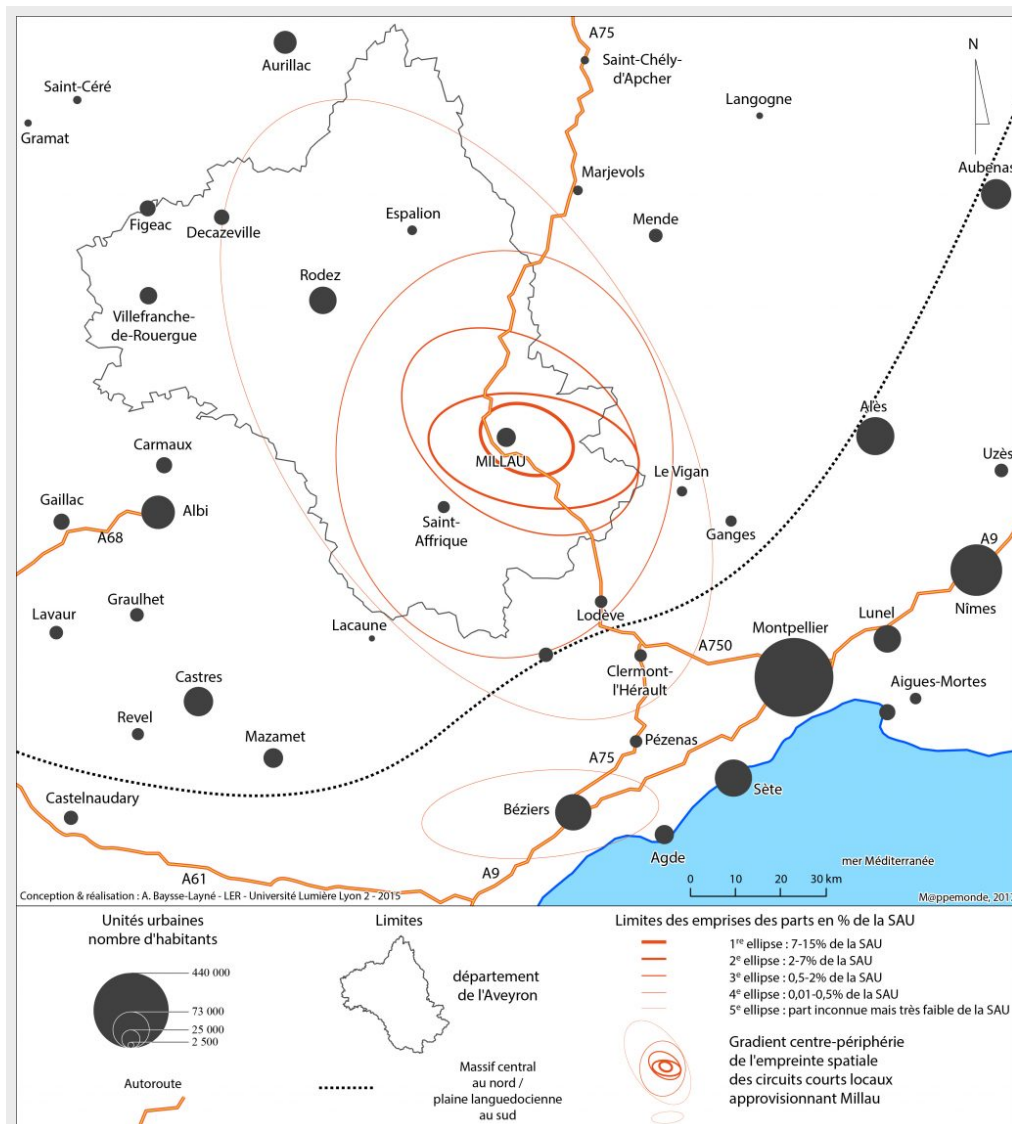 A75
Saint-Chély-
d'Apcher
N
Aurillac
Saint-Céré
Langogne
Gramat
Aubenas
Marjevols
Figeac
Decazeville
Espalion
Mende
Rodez
Villefranche-
de-Rouergue
Alès
Carmaux
MILLAU
Uzès
Le Vigan
Gaillac
Albi
Saint-
Affrique
Ganges
A68
A9
Graulhet
Nîmes
Lavaur
Lacaune
Lodève
Lunel
Montpellier
A750
Castres
Clermont-
l'Hérault
Aigues-Mortes
Revel
Mazamet
Pézenas
A75
Castelnaudary
Béziers
Sète
Agde
mer Méditerranée
A61
A9
0 10 20 30 km
Conception & réalisation : A. Baysse-Layné - LER - Université Lumière Lyon 2 - 2015
M@ppemonde, 201
Unités urbaines
nombre d'habitants
440 000
73 000
25 000
2 500
Autoroute
Limites
département
de l'Aveyron
Massif central
au nord /
plaine languedocienne
au sud
Limites des emprises des parts en % de la SAU
1re ellipse : 7-15% de la SAU
2e ellipse : 2-7% de la SAU
3e ellipse : 0,5-2% de la SAU
4e ellipse : 0,01-0,5% de la SAU
5e ellipse : part inconnue mais très faible de la SAU
Gradient centre-périphérie
de l'empreinte spatiale
des circuits courts locaux
approvisionnant Millau